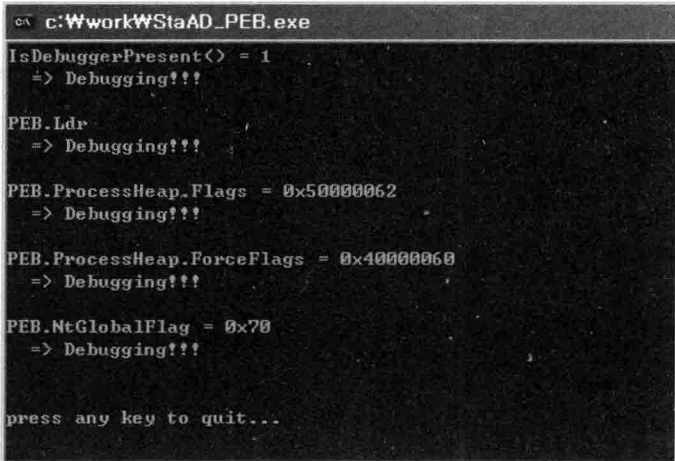 c:₩work₩StaAD_PEB.exe
IsDebuggerPresent() = 1
=> Debugging!!!
PEB.Ldr
=> Debugging!!!
PEB.ProcessHeap.Flags = 0x50000062
=> Debugging!!!
PEB.ProcessHeap.ForceFlags = 0x40000060
=> Debugging!!!
PEB.NtGlobalFlag = 0x70
=> Debugging!!!
press any key to quit...